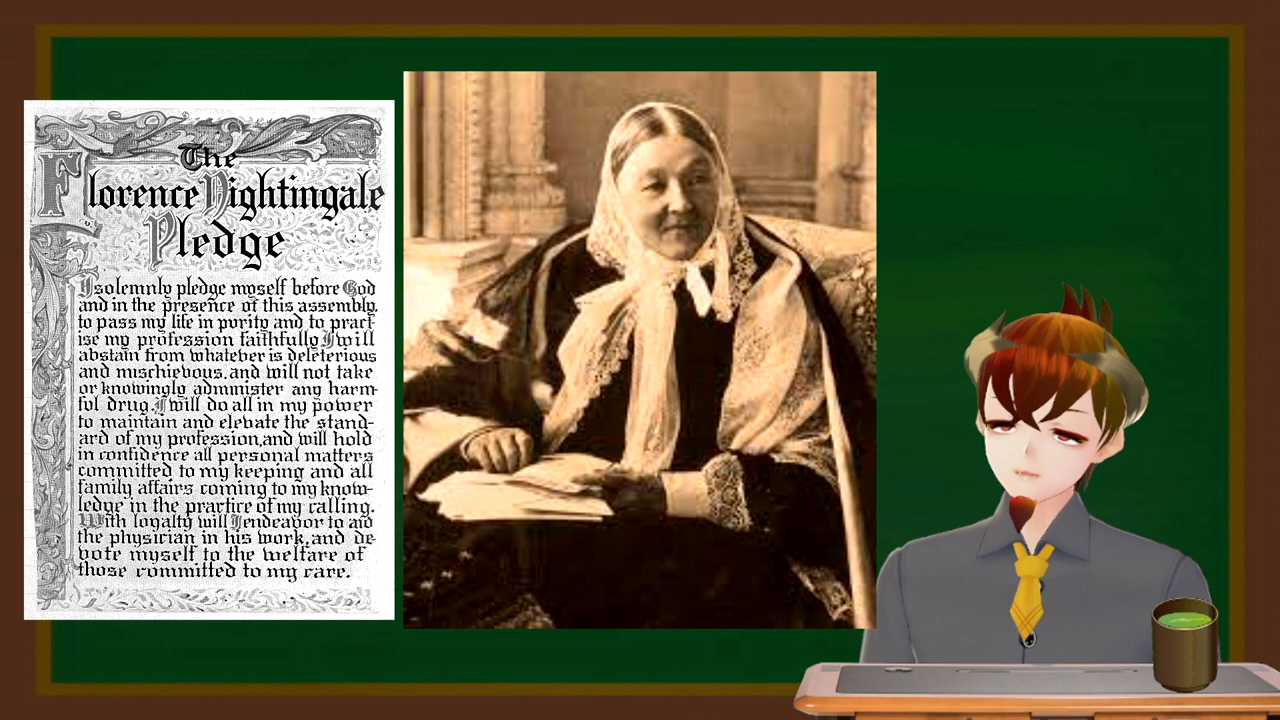 The
Florence Nightingale
Pledge
I solemnly pledge myself before God
and in the presence of this assembly,
to pass my life in purity and to pract-
ise my profession faithfully. I will
abstain from whatever is deleterious
and mischievous, and will not take
or knowingly administer any harm-
ful drug. I will do all in my power
to maintain and elevate the stand-
ard of my profession, and will hold
in confidence all personal matters
committed to my keeping and all
family affairs coming to my know-
ledge in the practice of my calling.
With loyalty will I endeavor to aid
the physician in his work, and de-
vote myself to the welfare of
those committed to my care.